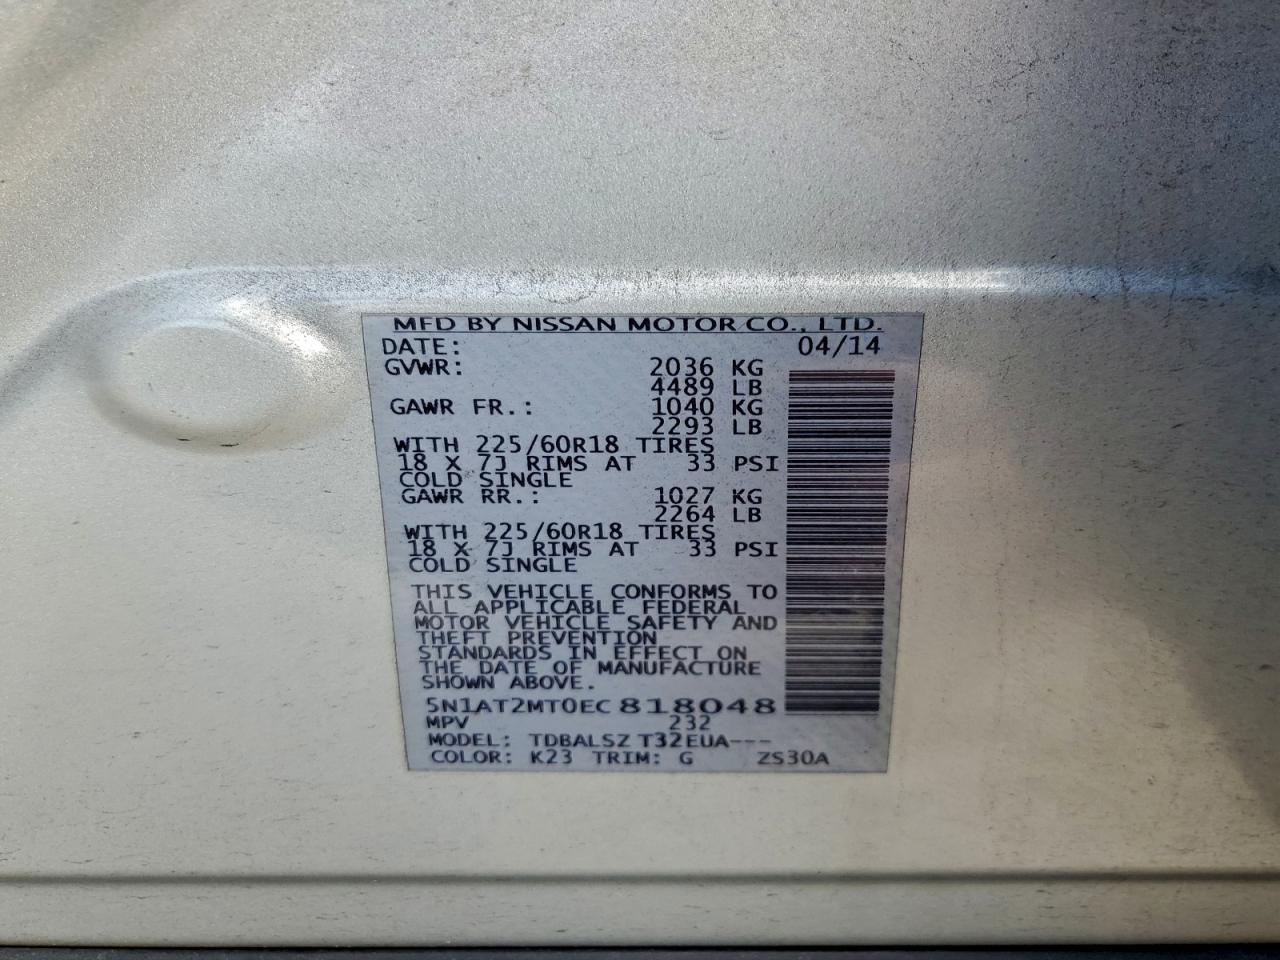 MFD BY NISSAN MOTOR CO., LTD.
DATE: 04/14
GVWR: 2036 KG
4489 LB
GAWR FR.: 1040 KG
2293 LB
WITH 225/60R18 TIRES
18 X 7J RIMS AT 33 PSI
COLD SINGLE
GAWR RR.: 1027 KG
2264 LB
WITH 225/60R18 TIRES
18 X 7J RIMS AT 33 PSI
COLD SINGLE
THIS VEHICLE CONFORMS TO
ALL APPLICABLE FEDERAL
MOTOR VEHICLE SAFETY AND
THEFT PREVENTION
STANDARDS IN EFFECT ON
THE DATE OF MANUFACTURE
SHOWN ABOVE.
5N1AT2MT0EC818048
MPV 232
MODEL: TDBALSZ T32EUA---
COLOR: K23 TRIM: G ZS30A